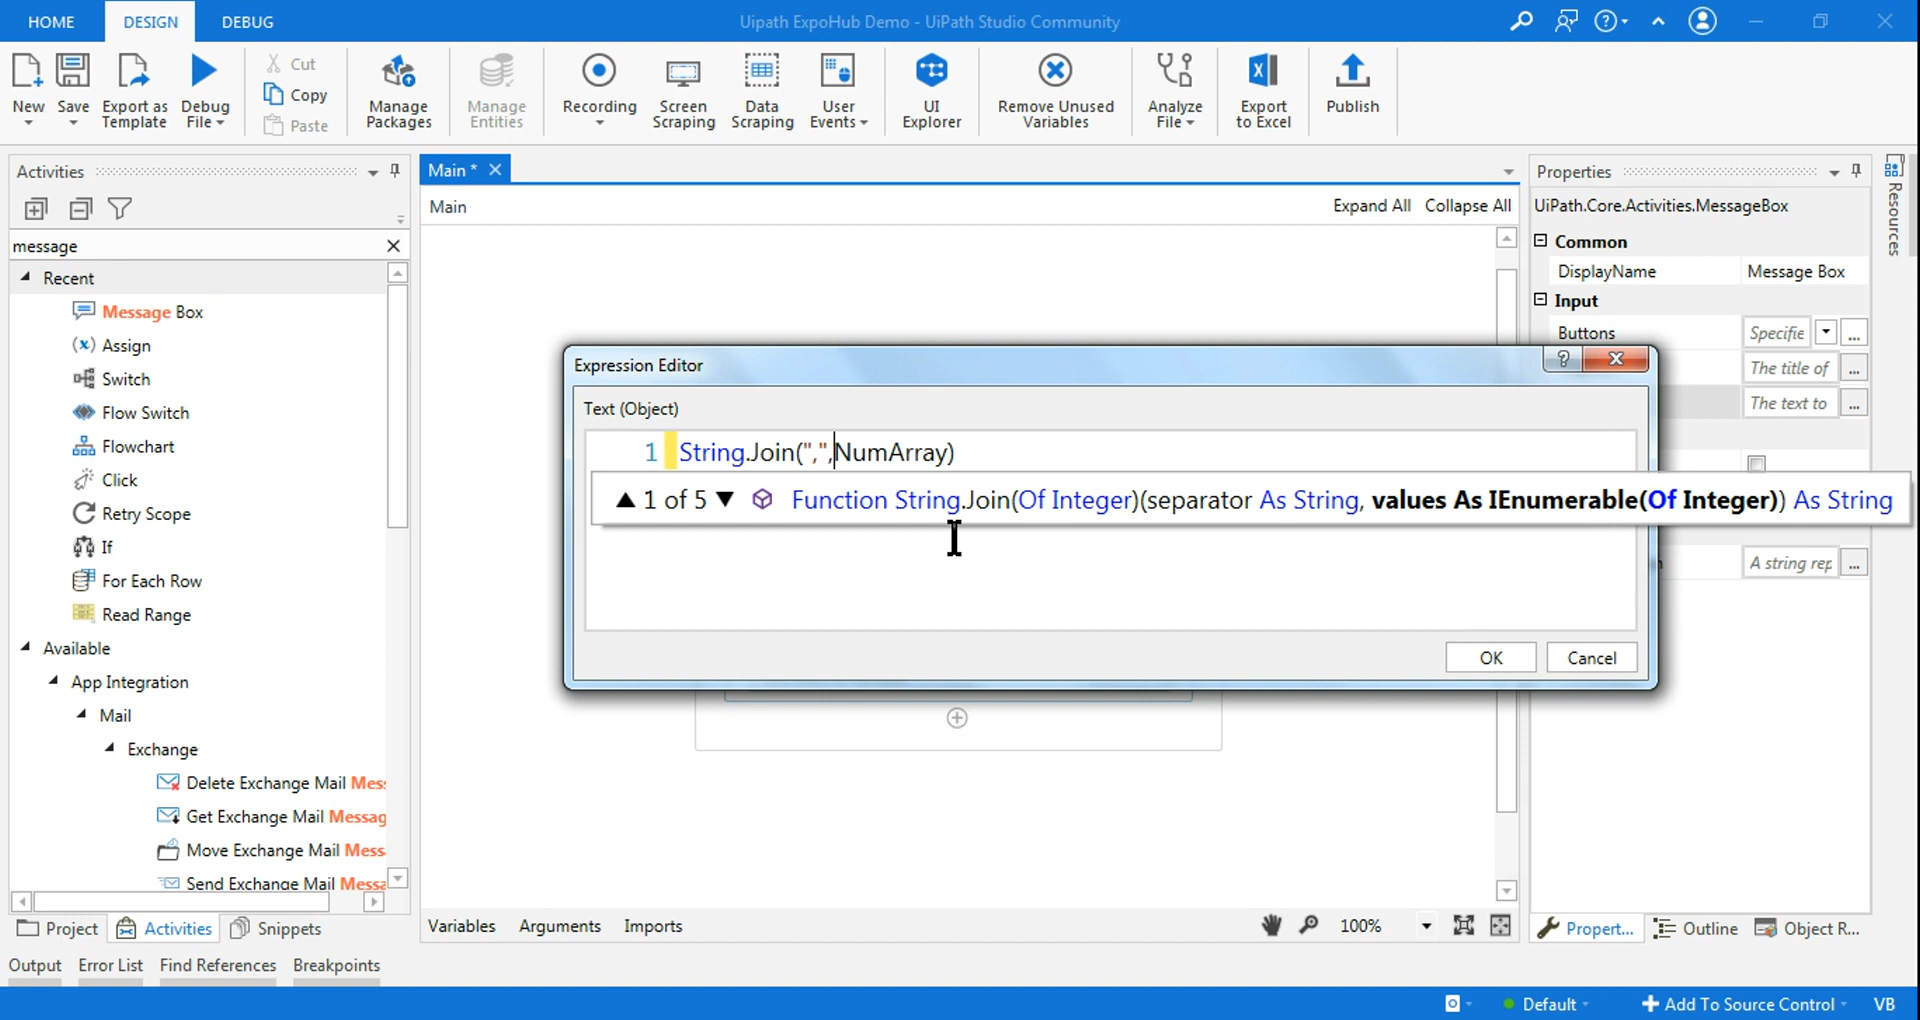 HOME DESIGN DEBUG Uipath ExpoHub Demo - UiPath Studio Community
New Save Export as Template Debug File Cut Copy Paste Manage Packages Manage Entities Recording Screen Scraping Data Scraping User Events UI Explorer Remove Unused Variables Analyze File Export to Excel Publish
Activities
message
Recent
Message Box
Assign
Switch
Flow Switch
Flowchart
Click
Retry Scope
If
For Each Row
Read Range
Available
App Integration
Mail
Exchange
Delete Exchange Mail Mes
Get Exchange Mail Messag
Move Exchange Mail Mess
Send Exchange Mail Messa
Project Activities Snippets
Main *
Main Expand All Collapse All
Expression Editor
Text (Object)
1 String.Join(",",NumArray)
1 of 5 Function String.Join(Of Integer)(separator As String, values As IEnumerable(Of Integer)) As String
OK Cancel
Variables Arguments Imports 100%
Properties
UiPath.Core.Activities.MessageBox
Common
DisplayName Message Box
Input
Buttons Specifie ...
The title of ...
The text to ...
A string rep ...
Propert... Outline Object R...
Resources
Output Error List Find References Breakpoints
Default Add To Source Control VB